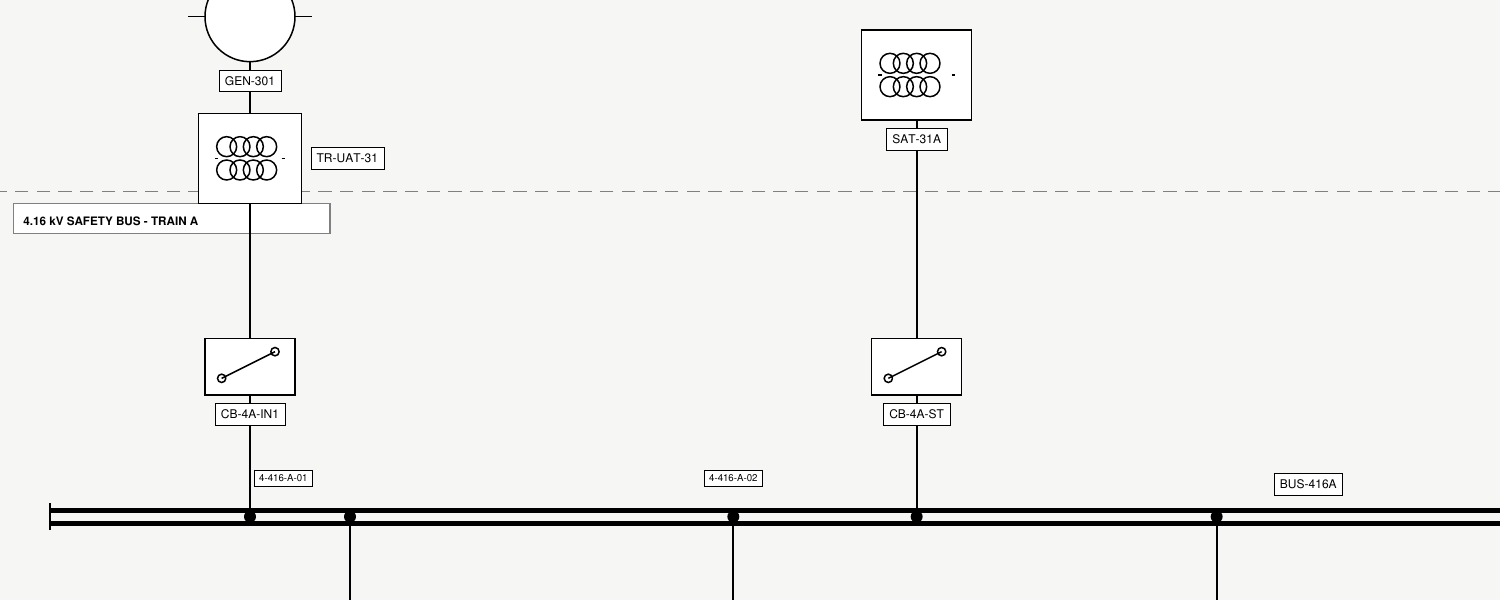 GEN-301
SAT-31A
TR-UAT-31
4.16 kV SAFETY BUS - TRAIN A
CB-4A-IN1
CB-4A-ST
4-416-A-01
4-416-A-02
BUS-416A